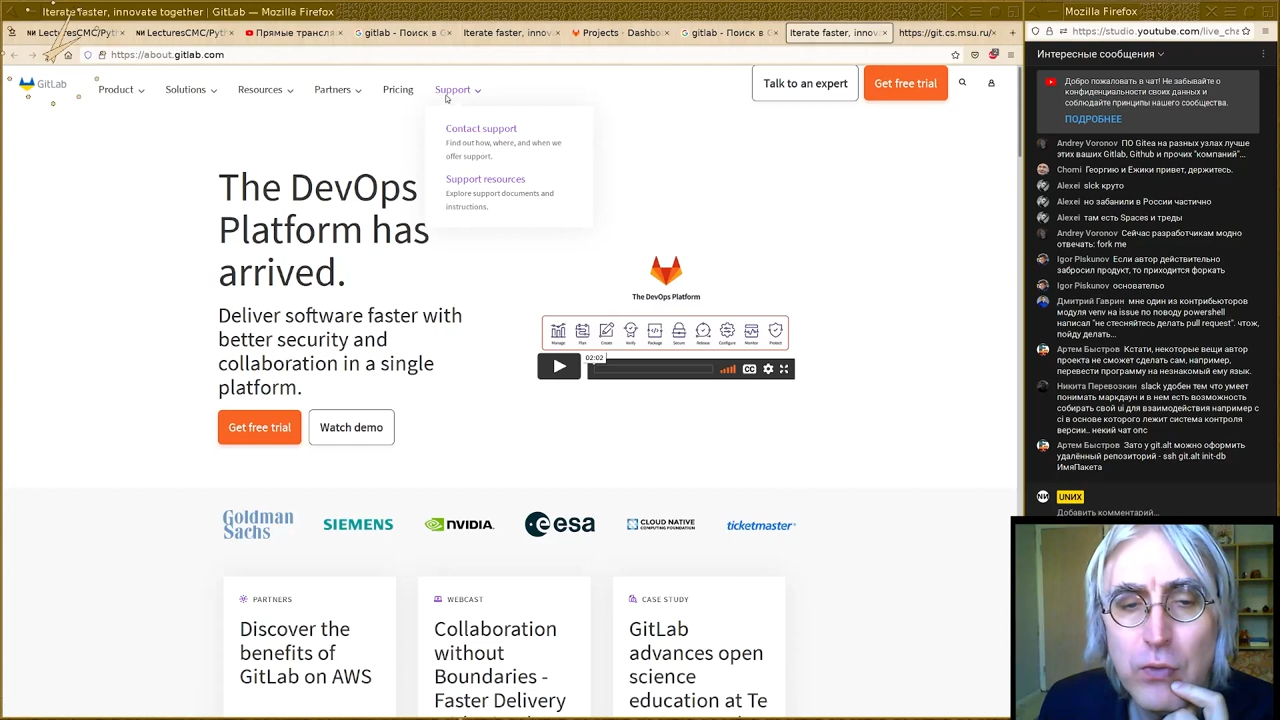 Iterate faster, innovate together | GitLab — Mozilla Firefox
LecturesCMC/Pyth
LecturesCMC/Pyth
Прямые трансля
gitlab - Поиск в G
Iterate faster, innov
Projects · Dashbo
gitlab - Поиск в G
Iterate faster, innov
https://git.cs.msu.ru/
https://about.gitlab.com
GitLab
Product
Solutions
Resources
Partners
Pricing
Support
Talk to an expert
Get free trial
Contact support
Find out how, where, and when we
offer support.
Support resources
Explore support documents and
instructions.
The DevOps
Platform has
arrived.
Deliver software faster with
better security and
collaboration in a single
platform.
Get free trial
Watch demo
The DevOps Platform
Manage
Plan
Create
Verify
Package
Secure
Release
Configure
Monitor
Protect
02:02
CC
Goldman
Sachs
SIEMENS
NVIDIA.
esa
CLOUD NATIVE
COMPUTING FOUNDATION
ticketmaster
PARTNERS
Discover the
benefits of
GitLab on AWS
WEBCAST
Collaboration
without
Boundaries -
Faster Delivery
CASE STUDY
GitLab
advances open
science
education at Te
Mozilla Firefox
https://studio.youtube.com/live_cha
Интересные сообщения
Добро пожаловать в чат! Не забывайте о
конфиденциальности своих данных и
соблюдайте принципы нашего сообщества.
ПОДРОБНЕЕ
Andrey Voronov ПО Gitea на разных узлах лучше
этих ваших Gitlab, Github и прочих "компаний"...
Chomi Георгию и Ежики привет, держитесь.
Alexei slck круто
Alexei но забанили в России частично
Alexei там есть Spaces и треды
Andrey Voronov Сейчас разработчикам модно
отвечать: fork me
Igor Piskunov Если автор действительно
забросил продукт, то приходится форкать
Igor Piskunov основательо
Дмитрий Гаврин мне один из контрибьюторов
модуля venv на issue по поводу powershell
написал "не стесняйтесь делать pull request". чтож,
пойду делать...
Артем Быстров Кстати, некоторые вещи автор
проекта не сможет сделать сам, например,
перевести программу на незнакомый ему язык.
Никита Перевозкин slack удобен тем что умеет
понимать маркдаун и в нем есть возможность
собирать свой ui для взаимодействия например с
ci в основе которого лежит система контроля
версии.. некий чат опс
Артем Быстров Зато у git.alt можно оформить
удалённый репозиторий - ssh git.alt init-db
ИмяПакета
UNИX
Добавить комментарий...